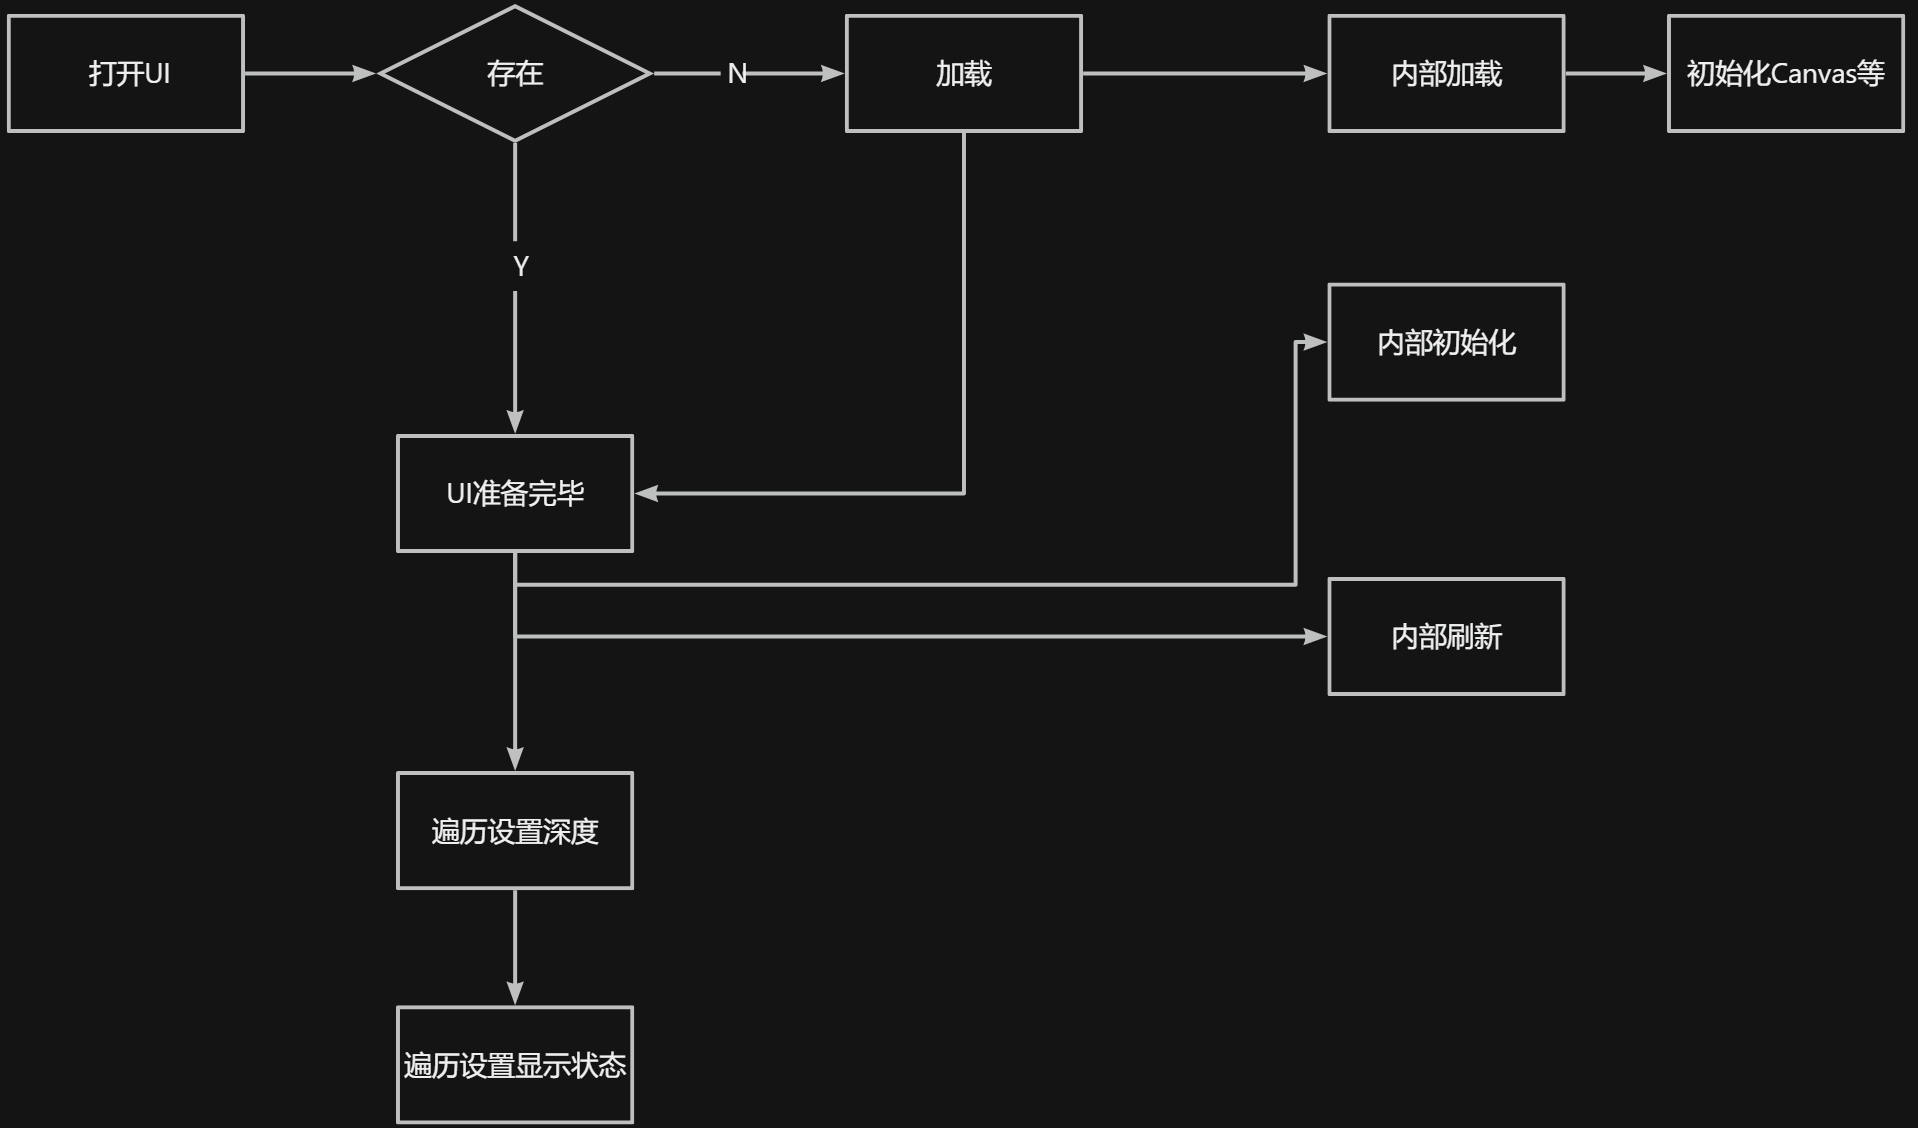 打开UI
存在
N
加载
内部加载
初始化Canvas等
Y
内部初始化
UI准备完毕
内部刷新
遍历设置深度
遍历设置显示状态